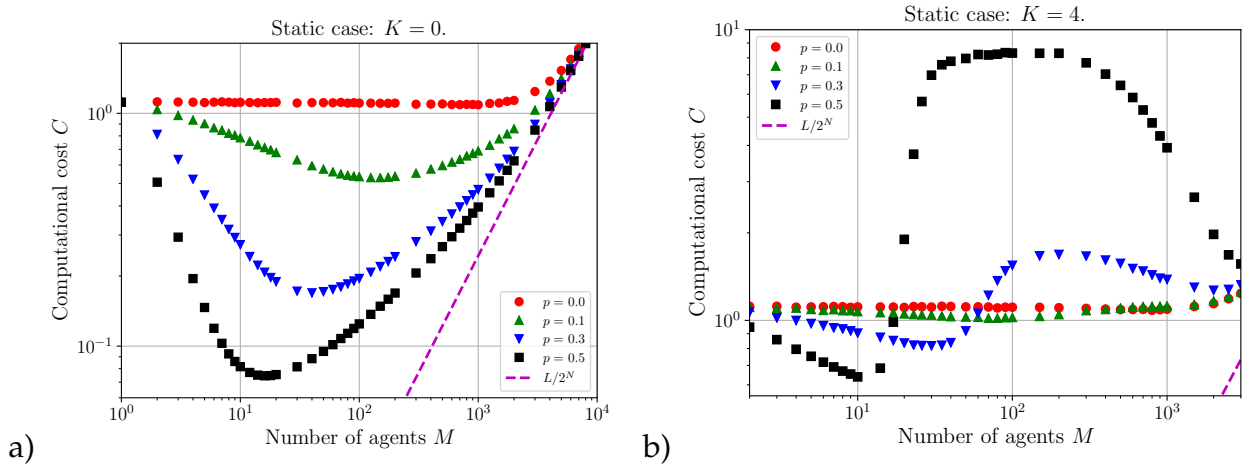 Static case: K = 0.
Computational cost C
10^0
10^{-1}
p = 0.0
p = 0.1
p = 0.3
p = 0.5
L/2^N
10^0 10^1 10^2 10^3 10^4
Number of agents M
a)
Static case: K = 4.
Computational cost C
10^1
10^0
p = 0.0
p = 0.1
p = 0.3
p = 0.5
L/2^N
10^1 10^2 10^3
Number of agents M
b)